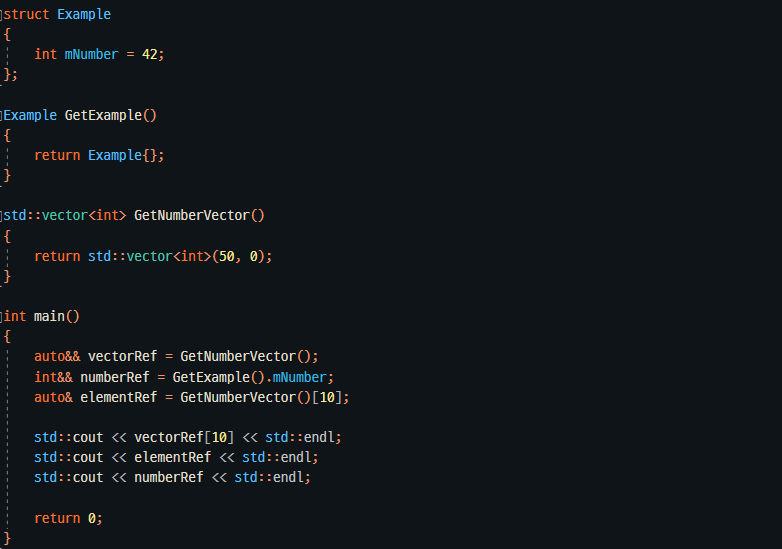 struct Example
{
    int mNumber = 42;
};

Example GetExample()
{
    return Example{};
}

std::vector<int> GetNumberVector()
{
    return std::vector<int>(50, 0);
}

int main()
{
    auto&& vectorRef = GetNumberVector();
    int&& numberRef = GetExample().mNumber;
    auto& elementRef = GetNumberVector()[10];

    std::cout << vectorRef[10] << std::endl;
    std::cout << elementRef << std::endl;
    std::cout << numberRef << std::endl;

    return 0;
}